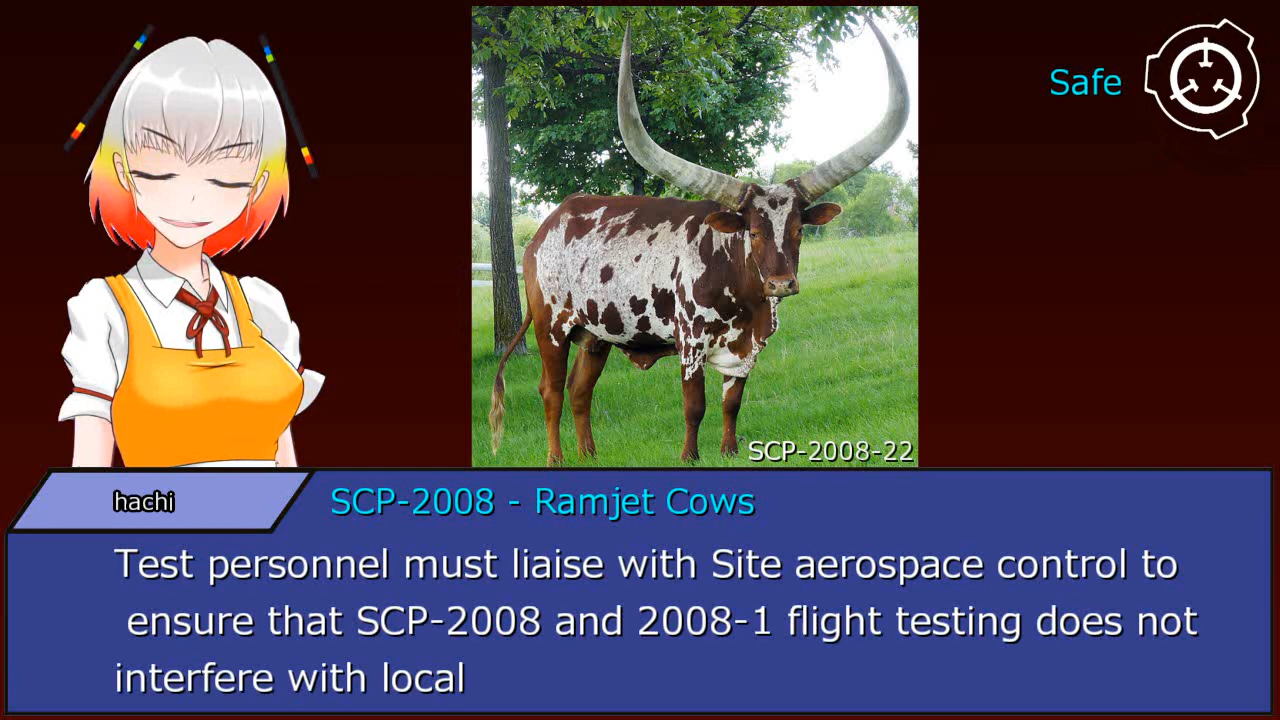 Safe
SCP-2008-22
hachi
SCP-2008 - Ramjet Cows
Test personnel must liaise with Site aerospace control to
ensure that SCP-2008 and 2008-1 flight testing does not
interfere with local